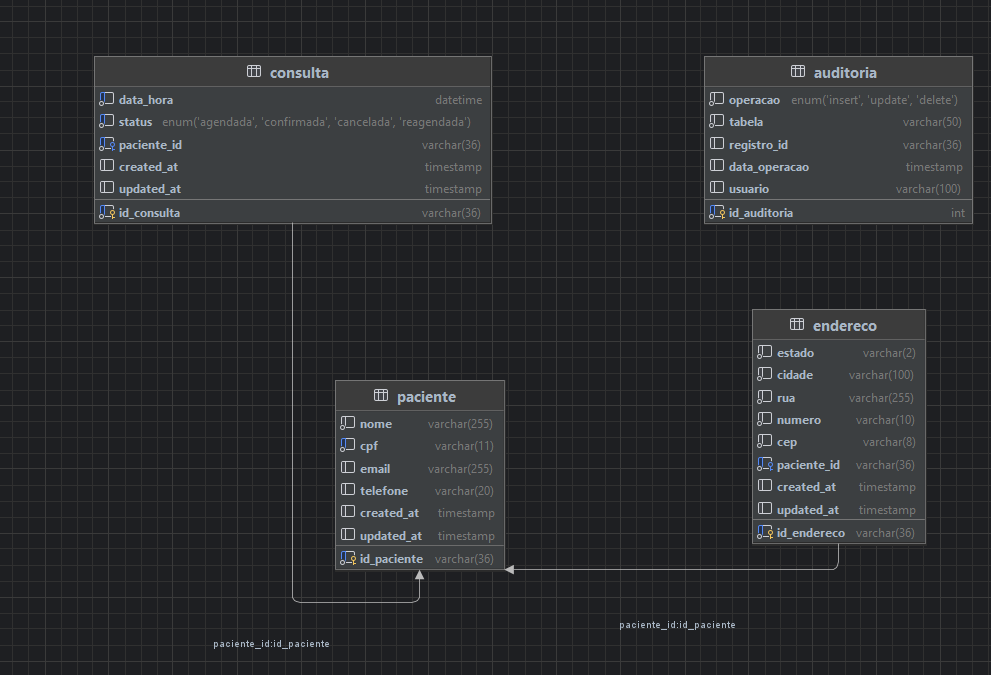 consulta
data_hora datetime
status enum('agendada', 'confirmada', 'cancelada', 'reagendada')
paciente_id varchar(36)
created_at timestamp
updated_at timestamp
id_consulta varchar(36)
auditoria
operacao enum('insert', 'update', 'delete')
tabela varchar(50)
registro_id varchar(36)
data_operacao timestamp
usuario varchar(100)
id_auditoria int
endereco
estado varchar(2)
cidade varchar(100)
rua varchar(255)
numero varchar(10)
cep varchar(8)
paciente_id varchar(36)
created_at timestamp
updated_at timestamp
id_endereco varchar(36)
paciente
nome varchar(255)
cpf varchar(11)
email varchar(255)
telefone varchar(20)
created_at timestamp
updated_at timestamp
id_paciente varchar(36)
paciente_id:id_paciente
paciente_id:id_paciente